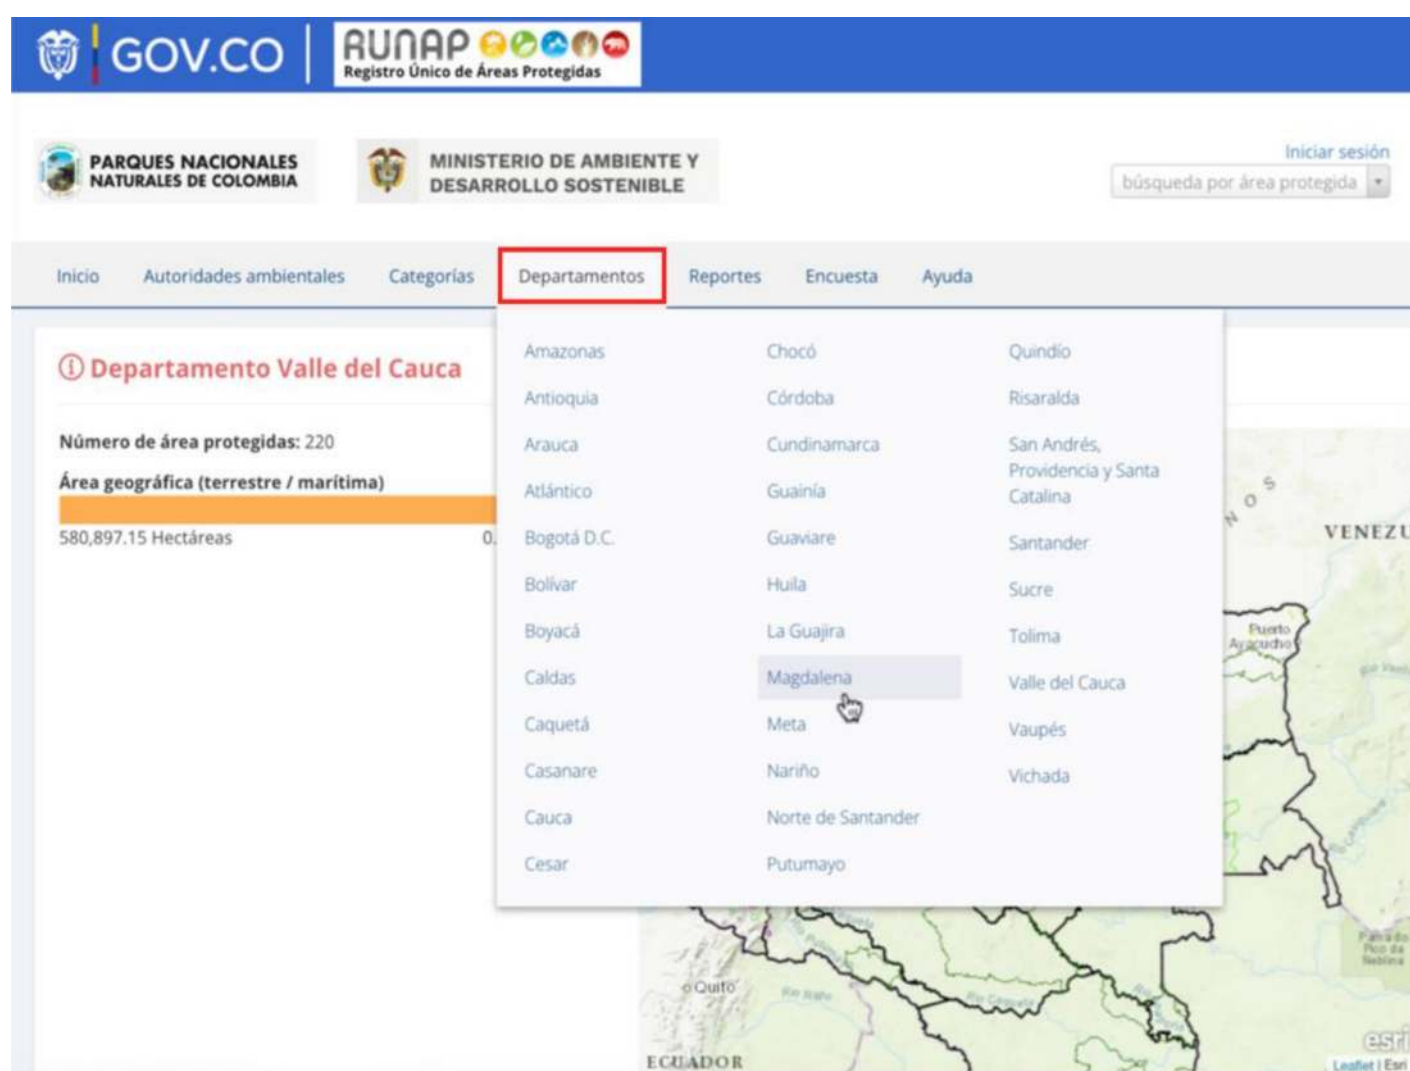 GOV.CO
RUNAP
Registro Único de Áreas Protegidas
PARQUES NACIONALES
NATURALES DE COLOMBIA
MINISTERIO DE AMBIENTE Y
DESARROLLO SOSTENIBLE
Iniciar sesión
búsqueda por área protegida
Inicio Autoridades ambientales Categorías Departamentos Reportes Encuesta Ayuda
Departamento Valle del Cauca
Número de área protegidas: 220
Área geográfica (terrestre / marítima)
580,897.15 Hectáreas 0.
Amazonas
Antioquia
Arauca
Atlántico
Bogotá D.C.
Bolívar
Boyacá
Caldas
Caquetá
Casanare
Cauca
Cesar
Chocó
Córdoba
Cundinamarca
Guainía
Guaviare
Huila
La Guajira
Magdalena
Meta
Nariño
Norte de Santander
Putumayo
Quindío
Risaralda
San Andrés,
Providencia y Santa
Catalina
Santander
Sucre
Tolima
Valle del Cauca
Vaupés
Vichada
N O S
VENEZU
Puerto
Ayacucho
Quito
ECUADOR
esri
Leaflet | Esri